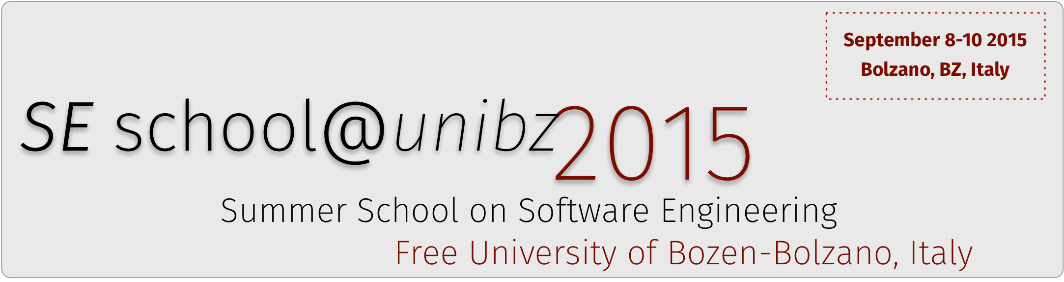 September 8-10 2015
Bolzano, BZ, Italy
SE school@unibz2015
Summer School on Software Engineering
Free University of Bozen-Bolzano, Italy